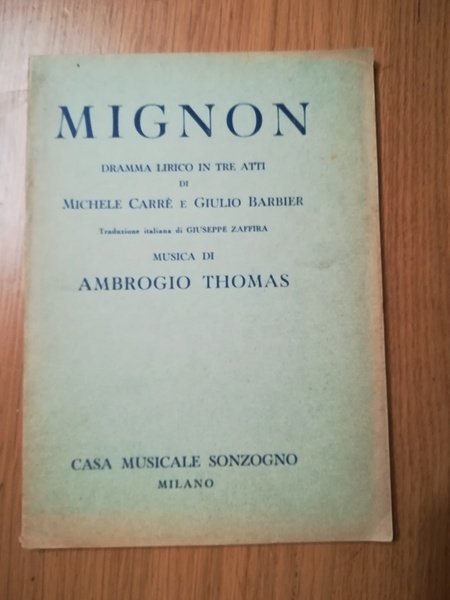 MIGNON
DRAMMA LIRICO IN TRE ATTI
DI
MICHELE CARRÈ E GIULIO BARBIER
Traduzione italiana di GIUSEPPE ZAFFIRA
MUSICA DI
AMBROGIO THOMAS
CASA MUSICALE SONZOGNO
MILANO